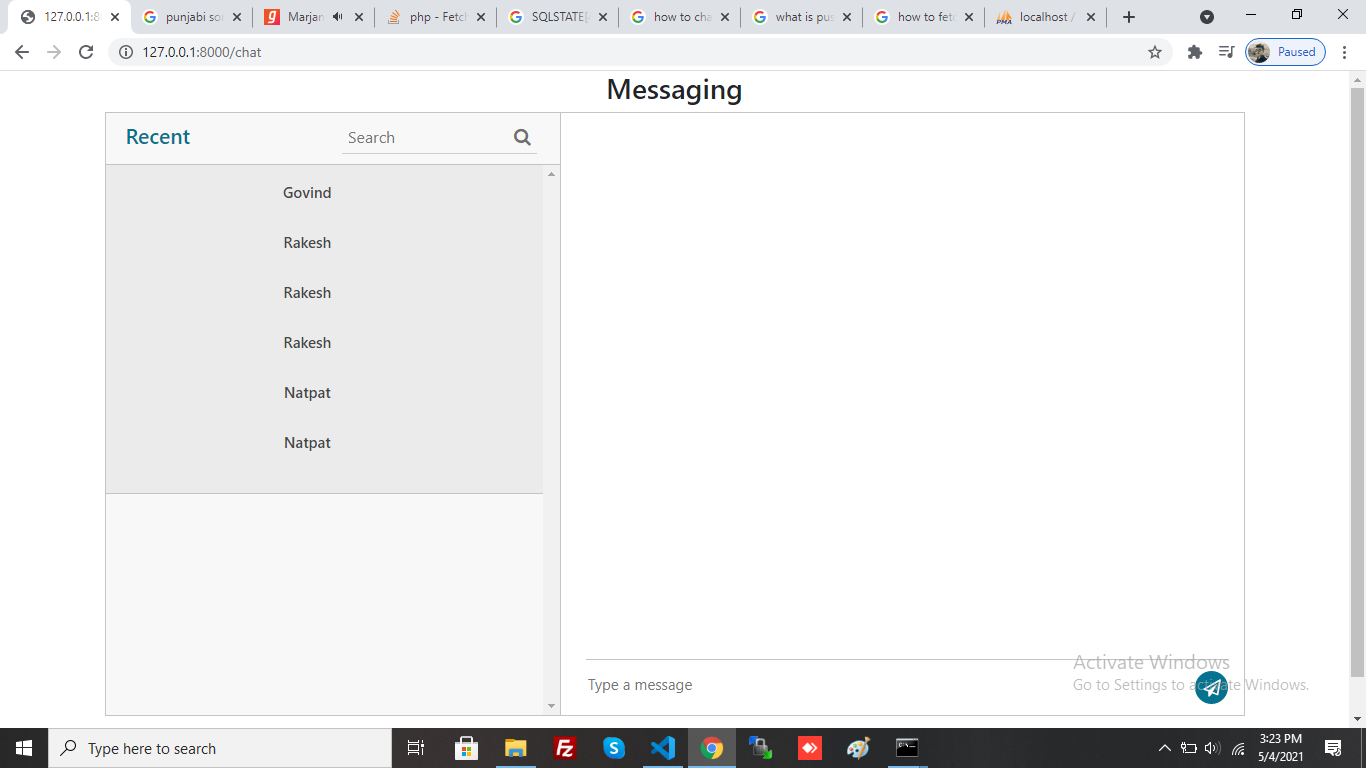 127.0.0.1:8
punjabi so
Marjan
php - Fetch
SQLSTATE[
how to cha
what is pus
how to fetc
localhost /
127.0.0.1:8000/chat
Paused
Messaging
Recent
Search
Govind
Rakesh
Rakesh
Rakesh
Natpat
Natpat
Activate Windows
Go to Settings to activate Windows.
Type a message
Type here to search
3:23 PM
5/4/2021